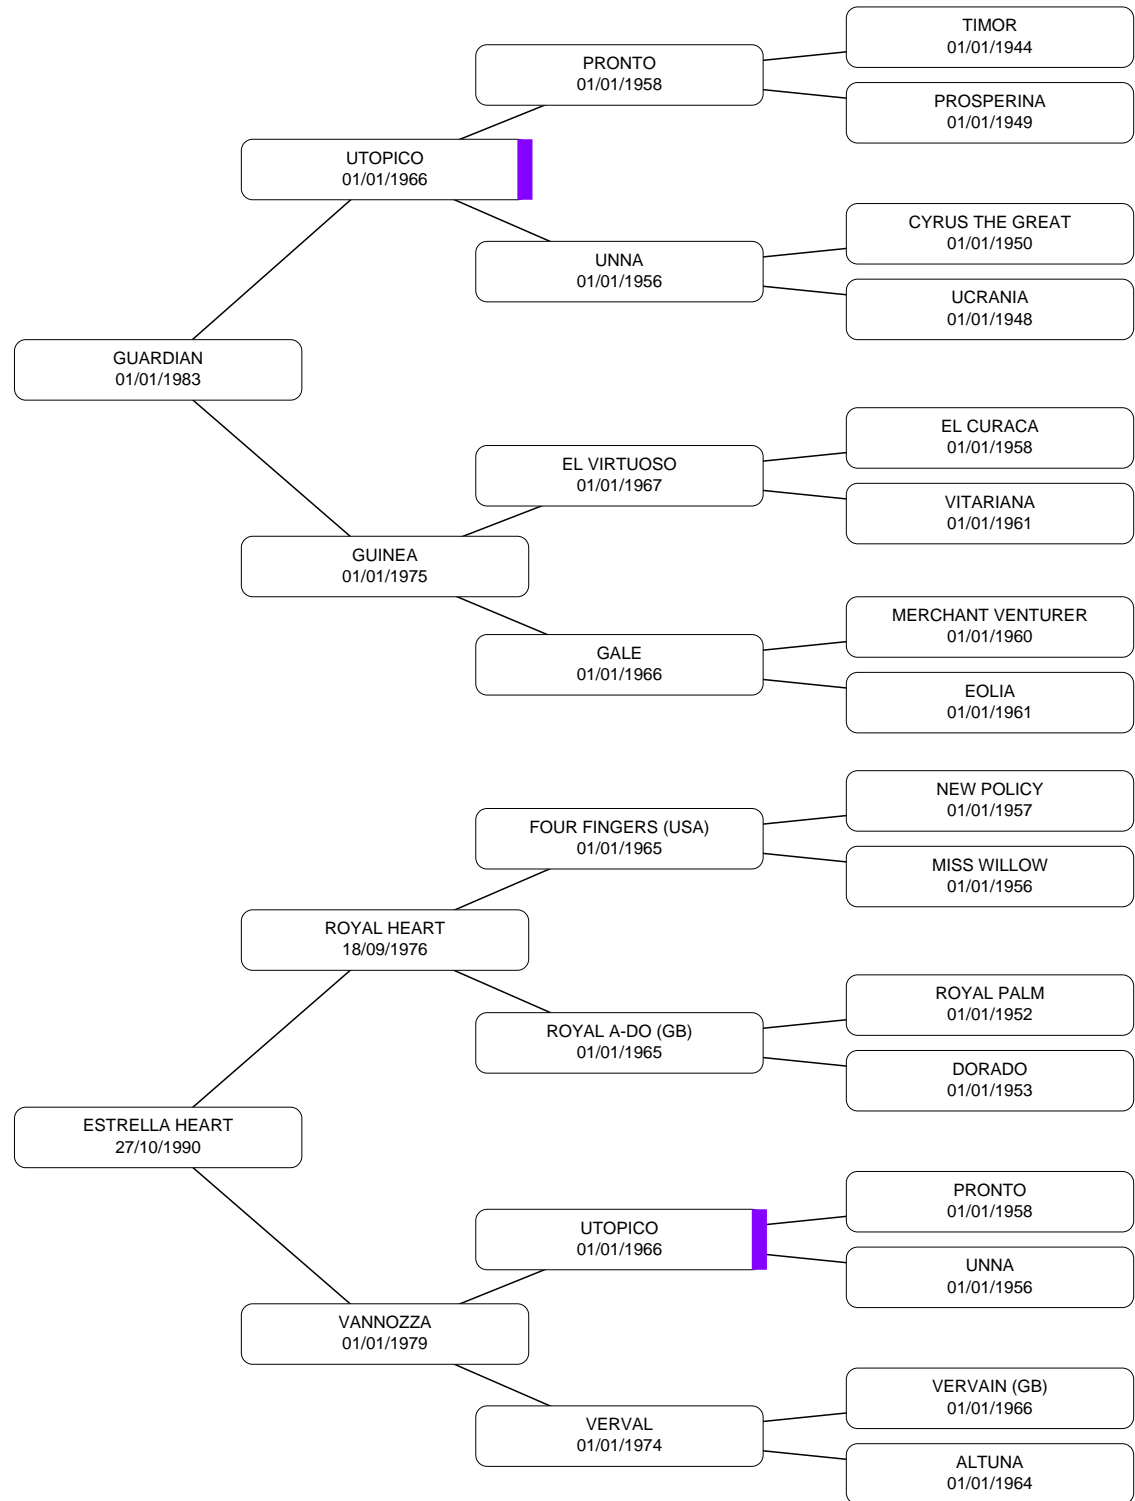 TIMOR
01/01/1944
PRONTO
01/01/1958
PROSPERINA
01/01/1949
UTOPICO
01/01/1966
CYRUS THE GREAT
01/01/1950
UNNA
01/01/1956
UCRANIA
01/01/1948
GUARDIAN
01/01/1983
EL CURACA
01/01/1958
EL VIRTUOSO
01/01/1967
VITARIANA
01/01/1961
GUINEA
01/01/1975
MERCHANT VENTURER
01/01/1960
GALE
01/01/1966
EOLIA
01/01/1961
NEW POLICY
01/01/1957
FOUR FINGERS (USA)
01/01/1965
MISS WILLOW
01/01/1956
ROYAL HEART
18/09/1976
ROYAL PALM
01/01/1952
ROYAL A-DO (GB)
01/01/1965
DORADO
01/01/1953
ESTRELLA HEART
27/10/1990
PRONTO
01/01/1958
UTOPICO
01/01/1966
UNNA
01/01/1956
VANNOZZA
01/01/1979
VERVAIN (GB)
01/01/1966
VERVAL
01/01/1974
ALTUNA
01/01/1964